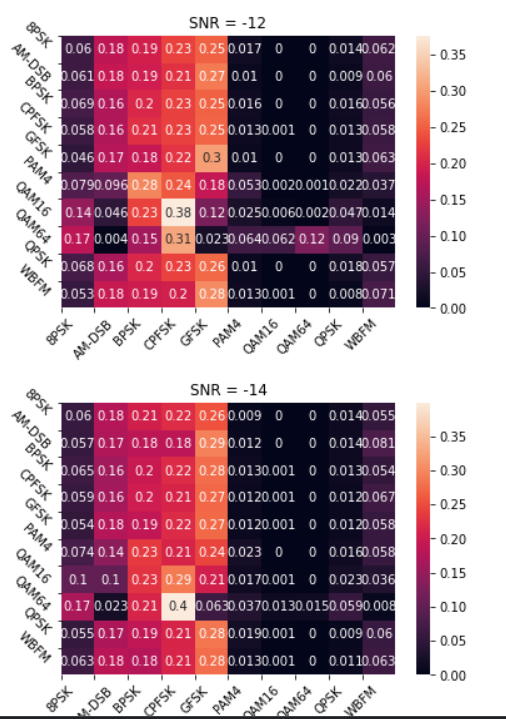 SNR = -12
8PSK 0.06 0.18 0.19 0.23 0.25 0.017 0 0 0.014 0.062
AM-DSB 0.061 0.18 0.19 0.21 0.27 0.01 0 0 0.009 0.06
BPSK 0.069 0.16 0.2 0.23 0.25 0.016 0 0 0.016 0.056
CPFSK 0.058 0.16 0.21 0.23 0.25 0.013 0.001 0 0.013 0.058
GFSK 0.046 0.17 0.18 0.22 0.3 0.01 0 0 0.013 0.063
PAM4 0.079 0.096 0.28 0.24 0.18 0.053 0.002 0.001 0.022 0.037
QAM16 0.14 0.046 0.23 0.38 0.12 0.025 0.006 0.002 0.047 0.014
QAM64 0.17 0.004 0.15 0.31 0.023 0.064 0.062 0.12 0.09 0.003
QPSK 0.068 0.16 0.2 0.23 0.26 0.01 0 0 0.018 0.057
WBFM 0.053 0.18 0.19 0.2 0.28 0.013 0.001 0 0.008 0.071
8PSK AM-DSB BPSK CPFSK GFSK PAM4 QAM16 QAM64 QPSK WBFM
0.35
0.30
0.25
0.20
0.15
0.10
0.05
0.00
SNR = -14
8PSK 0.06 0.18 0.21 0.22 0.26 0.009 0 0 0.014 0.055
AM-DSB 0.057 0.17 0.18 0.18 0.29 0.012 0 0 0.014 0.081
BPSK 0.065 0.16 0.2 0.22 0.28 0.013 0.001 0 0.013 0.054
CPFSK 0.059 0.16 0.2 0.21 0.27 0.012 0.001 0 0.012 0.067
GFSK 0.054 0.18 0.19 0.22 0.27 0.012 0.001 0 0.012 0.058
PAM4 0.074 0.14 0.23 0.21 0.24 0.023 0 0 0.016 0.058
QAM16 0.1 0.1 0.23 0.29 0.21 0.017 0.001 0 0.023 0.036
QAM64 0.17 0.023 0.21 0.4 0.063 0.037 0.013 0.015 0.059 0.008
QPSK 0.055 0.17 0.19 0.21 0.28 0.019 0.001 0 0.009 0.06
WBFM 0.063 0.18 0.18 0.21 0.28 0.013 0.001 0 0.011 0.063
8PSK M-DSB BPSK CPFSK GFSK PAM4 QAM16 QAM64 QPSK WBFM
0.35
0.30
0.25
0.20
0.15
0.10
0.05
0.00